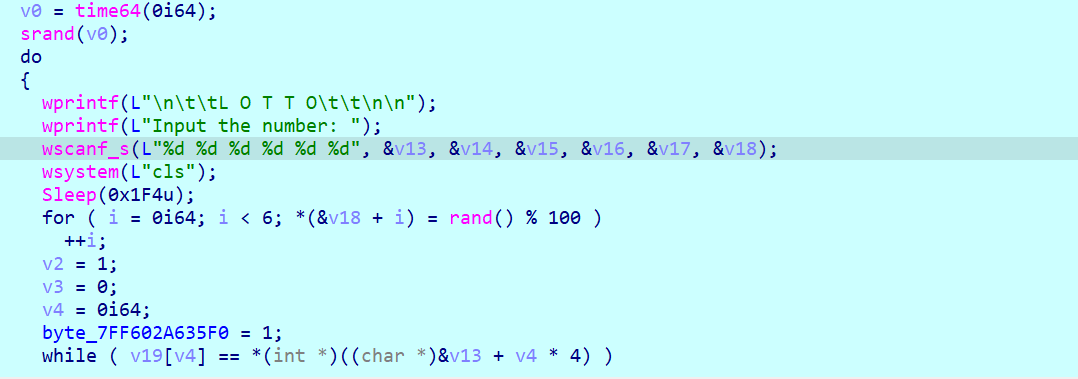 v0 = time64(0i64);
srand(v0);
do
{
wprintf(L"\n\t\tL O T T O\t\t\n\n");
wprintf(L"Input the number: ");
wscanf_s(L"%d %d %d %d %d %d", &v13, &v14, &v15, &v16, &v17, &v18);
wsystem(L"cls");
Sleep(0x1F4u);
for ( i = 0i64; i < 6; *(&v18 + i) = rand() % 100 )
++i;
v2 = 1;
v3 = 0;
v4 = 0i64;
byte_7FF602A635F0 = 1;
while ( v19[v4] == *(int *)((char *)&v13 + v4 * 4) )